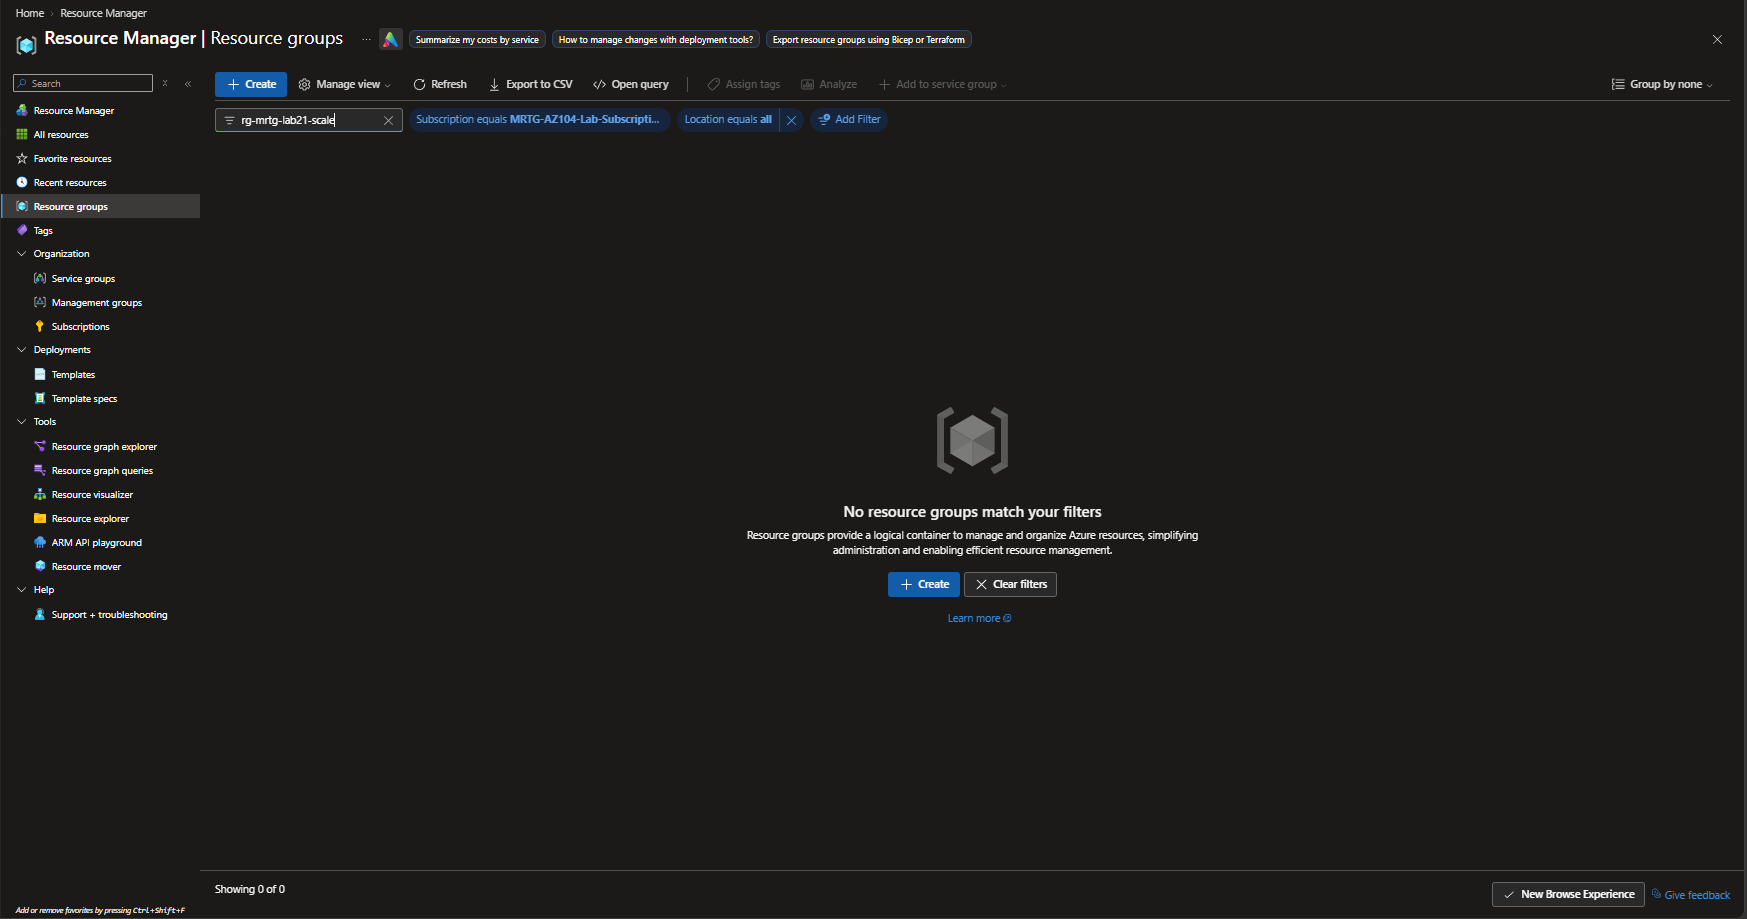 Home › Resource Manager
Resource Manager | Resource groups ...
Summarize my costs by service
How to manage changes with deployment tools?
Export resource groups using Bicep or Terraform
Search
Create
Manage view
Refresh
Export to CSV
Open query
Assign tags
Analyze
Add to service group
Group by none
rg-mrtg-lab21-scale
Subscription equals MRTG-AZ104-Lab-Subscripti...
Location equals all
Add Filter
Resource Manager
All resources
Favorite resources
Recent resources
Resource groups
Tags
Organization
Service groups
Management groups
Subscriptions
Deployments
Templates
Template specs
Tools
Resource graph explorer
Resource graph queries
Resource visualizer
Resource explorer
ARM API playground
Resource mover
Help
Support + troubleshooting
No resource groups match your filters
Resource groups provide a logical container to manage and organize Azure resources, simplifying
administration and enabling efficient resource management.
Create
Clear filters
Learn more
Showing 0 of 0
New Browse Experience
Give feedback
Add or remove favorites by pressing Ctrl+Shift+F